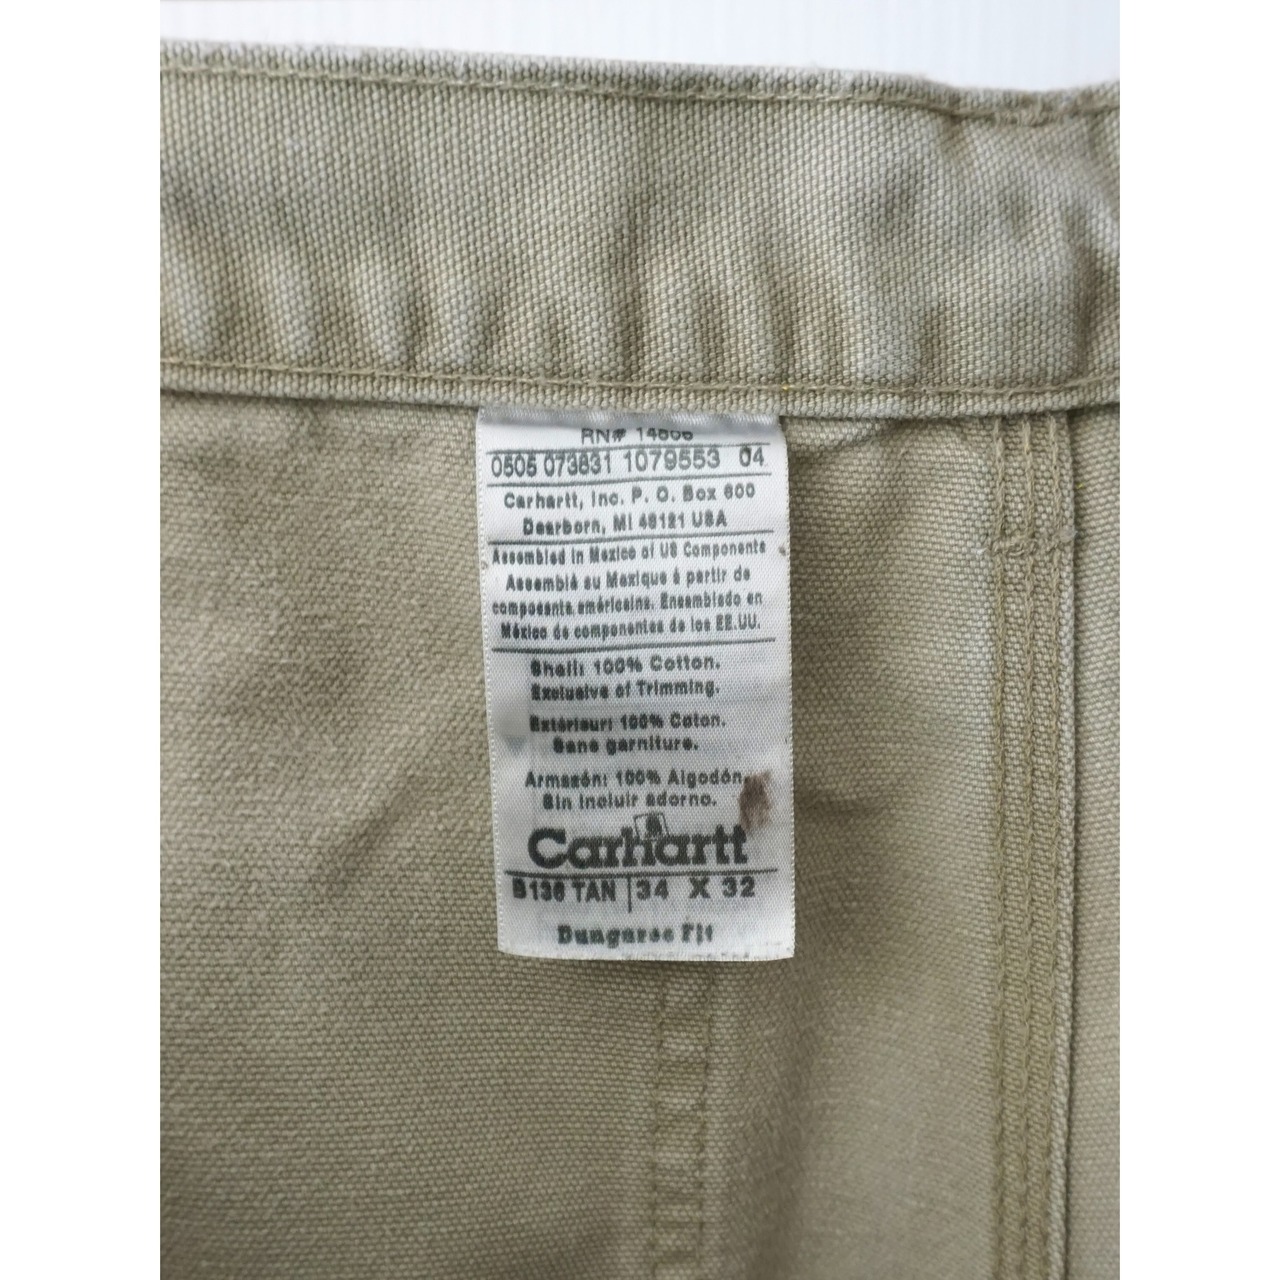 RN# 14806
0505 073831 1079553 04
Carhartt, Inc. P. O. Box 600
Dearborn, MI 48121 USA
Assembled in Mexico of US Components
Assemblé au Mexique à partir de
composants américains. Ensamblado en
México de componentes de los EE.UU.
Shell: 100% Cotton.
Exclusive of Trimming.
Extérieur: 100% Coton.
Sans garniture.
Armazón: 100% Algodón.
Sin incluir adorno.
Carhartt
B136 TAN 34 X 32
Dungaree Fit